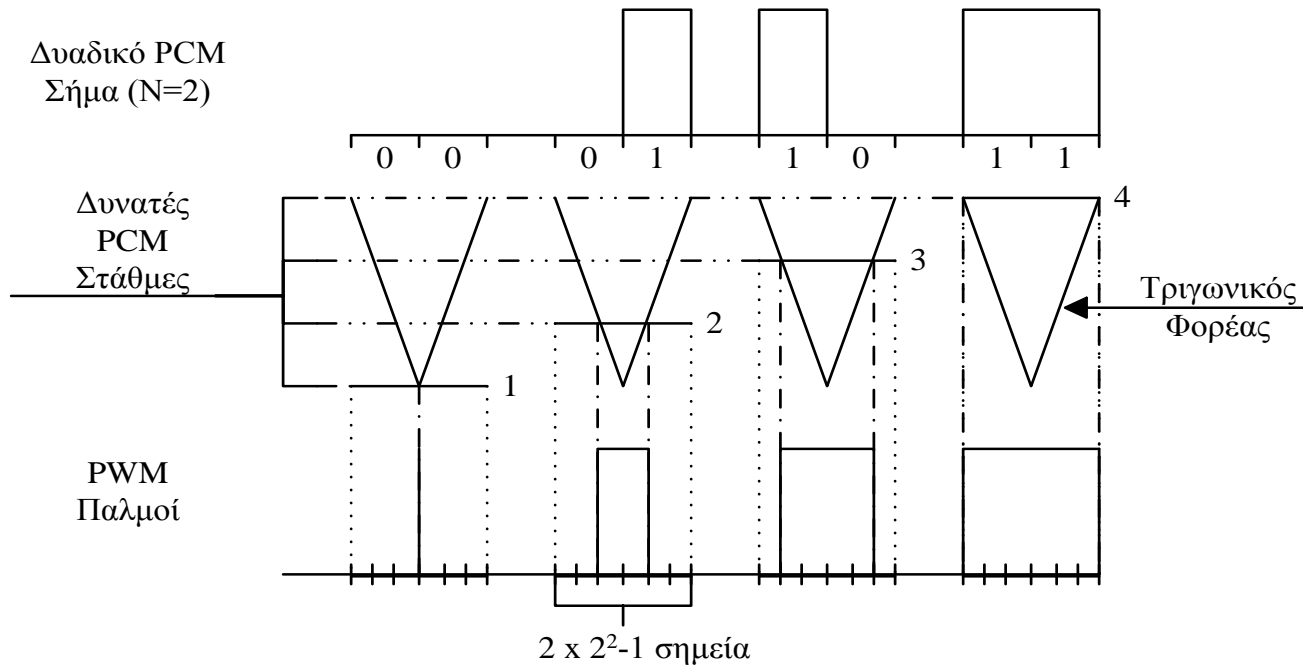 Δυαδικό PCM
Σήμα (N=2)
0 0 0 1 1 0 1 1
Δυνατές
PCM
Στάθμες
4
3
2
1
Τριγωνικός
Φορέας
PWM
Παλμοί
2 x 2²-1 σημεία